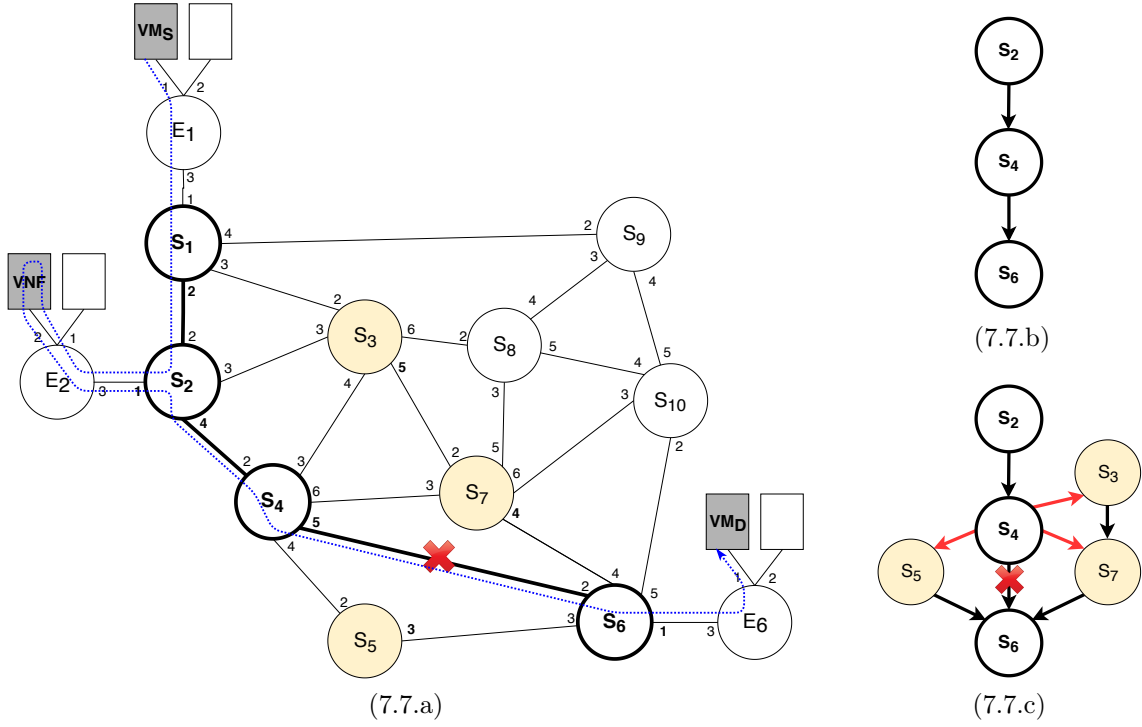 VMS
1 2
E1
3
1
S1
4
3
2
2 S9
3
4
VNF
2 1
E2
3
1
2
S2
3
4
2
3 S3 6
4 5
4
2 S8 5
3
5
4
3 S10
2
2
S4
3
6
5
4
2
3 S7
5
6
4
2
S5 3
2 4
5
3 S6 1
VMD
1 2
3 E6
(7.7.a)
S2
S4
S6
(7.7.b)
S2
S3
S4
S5 S7
S6
(7.7.c)